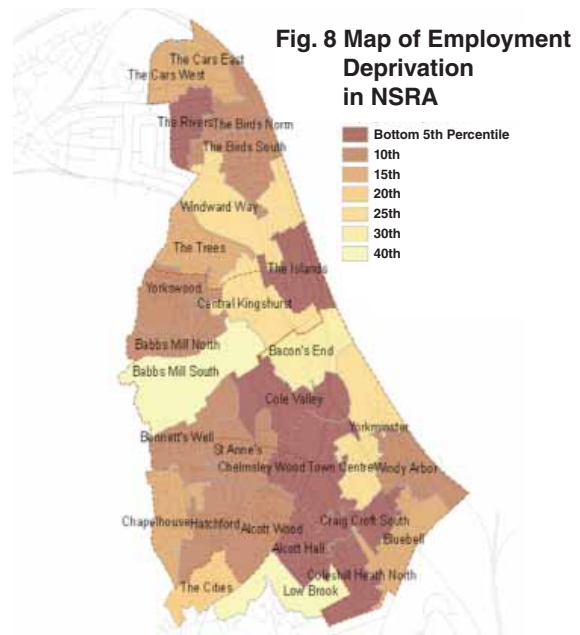 Fig. 8 Map of Employment
Deprivation
in NSRA
Bottom 5th Percentile
10th
15th
20th
25th
30th
40th
The Cars East
The Cars West
The Rivers
The Birds North
The Birds South
Windward Way
The Trees
The Islands
Yorkswood
Central Kingshurst
Babbs Mill North
Bacon's End
Babbs Mill South
Cole Valley
Yorkminster
Bennett's Well
St Anne's
Chelmsley Wood Town Centre
Windy Arbor
Chapelhouse
Hatchford
Alcott Wood
Craig Croft South
Bluebell
Alcott Hall
Coleshill Heath North
The Cities
Low Brook